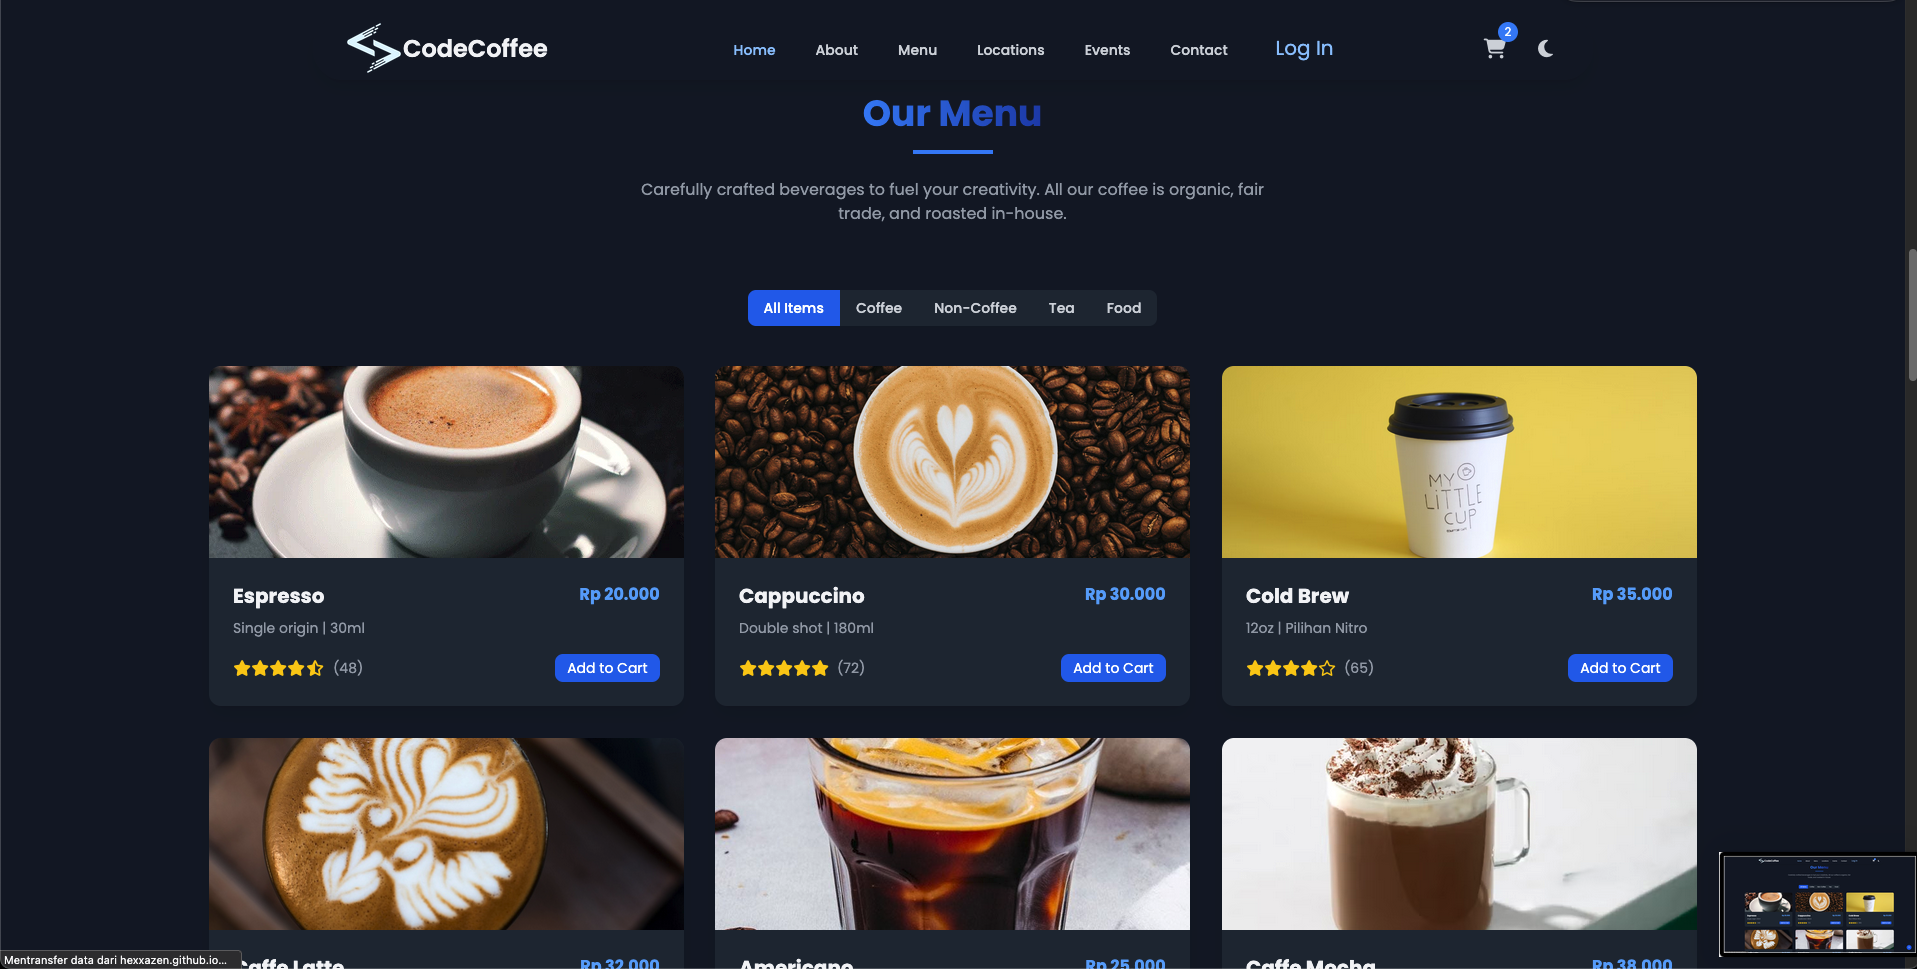 CodeCoffee
Home About Menu Locations Events Contact Log In 2
Our Menu
Carefully crafted beverages to fuel your creativity. All our coffee is organic, fair
trade, and roasted in-house.
All Items Coffee Non-Coffee Tea Food
MY
LiTTLE
CUP
Espresso Rp 20.000
Single origin | 30ml
(48) Add to Cart
Cappuccino Rp 30.000
Double shot | 180ml
(72) Add to Cart
Cold Brew Rp 35.000
12oz | Pilihan Nitro
(65) Add to Cart
Caffe Latte Rp 32.000
Americano Rp 25.000
Caffe Mocha Rp 38.000
Mentransfer data dari hexxazen.github.io...